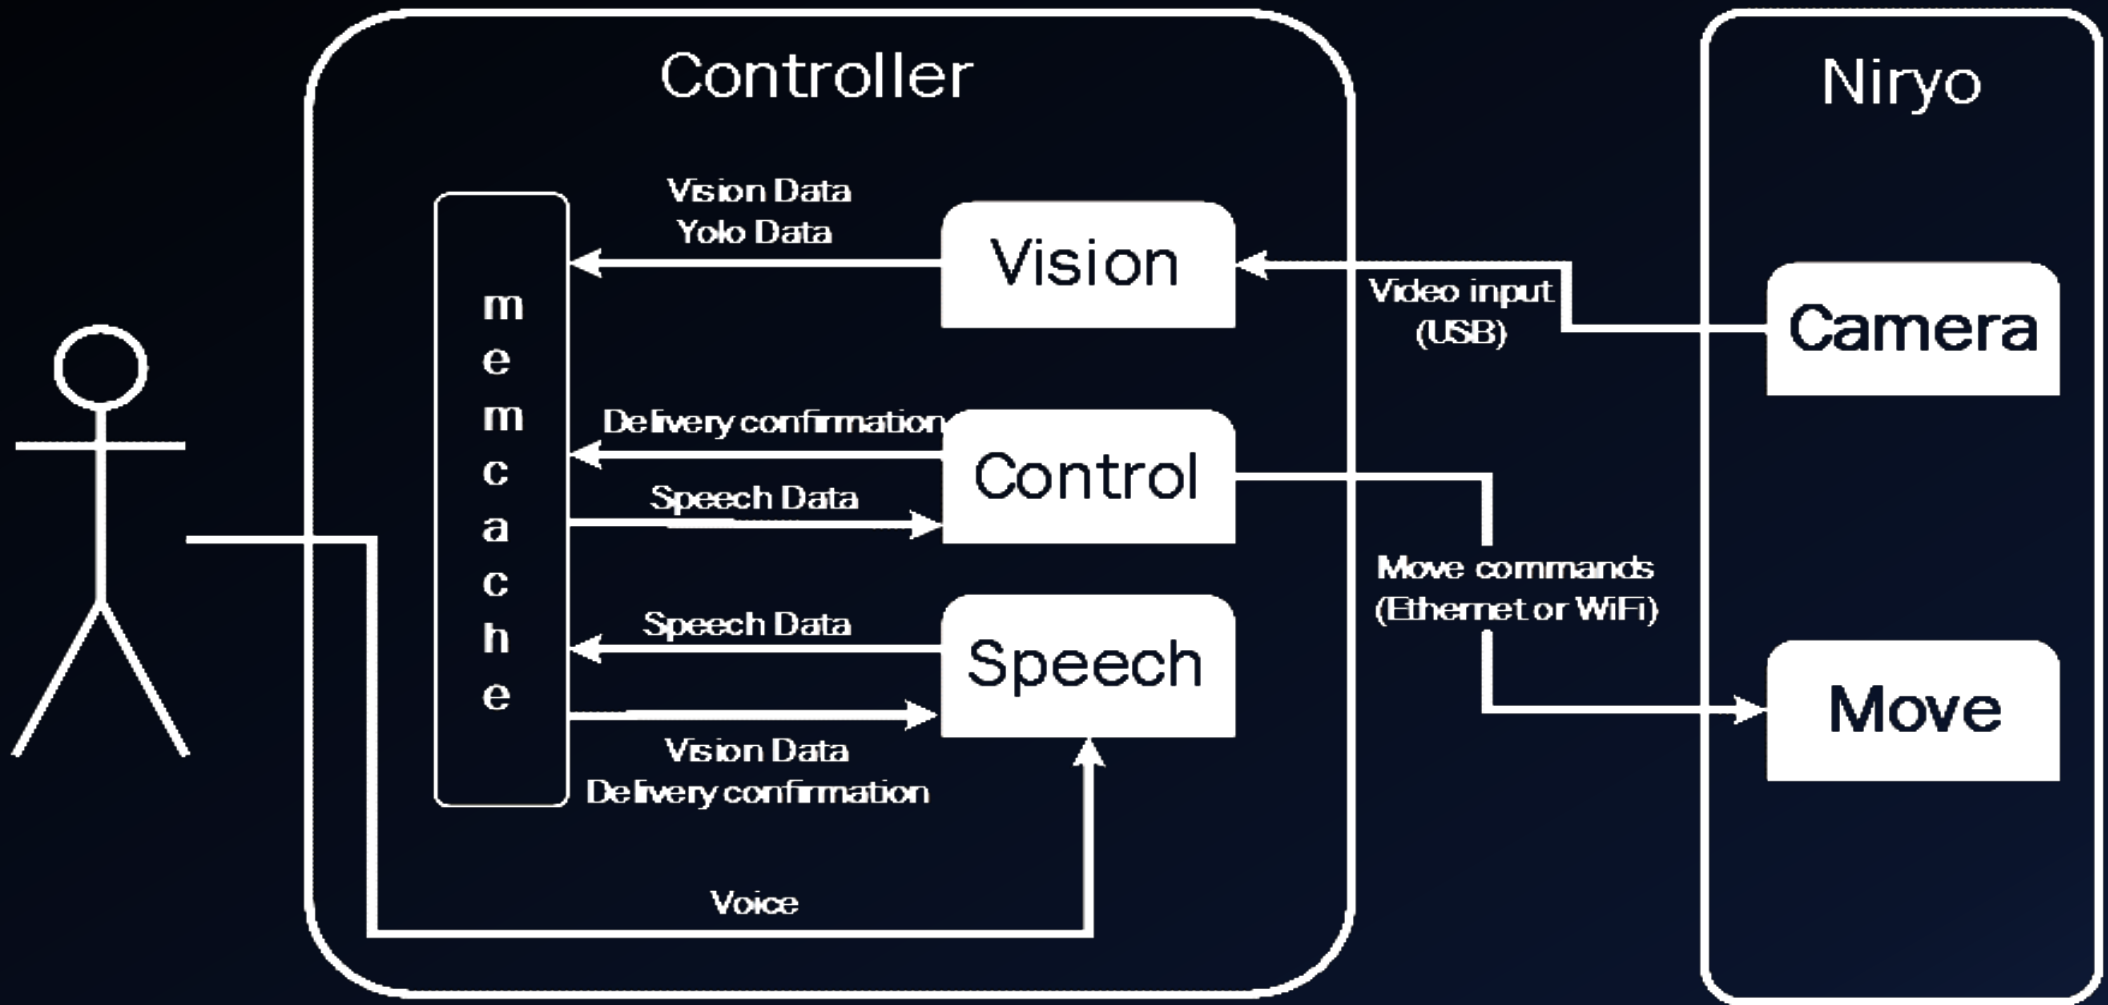 Controller
Niryo
Vision Data
Yolo Data
Vision
Video input
(USB)
Camera
memcache
Delivery confirmation
Control
Speech Data
Move commands
(Ethernet or WiFi)
Speech Data
Speech
Move
Vision Data
Delivery confirmation
Voice